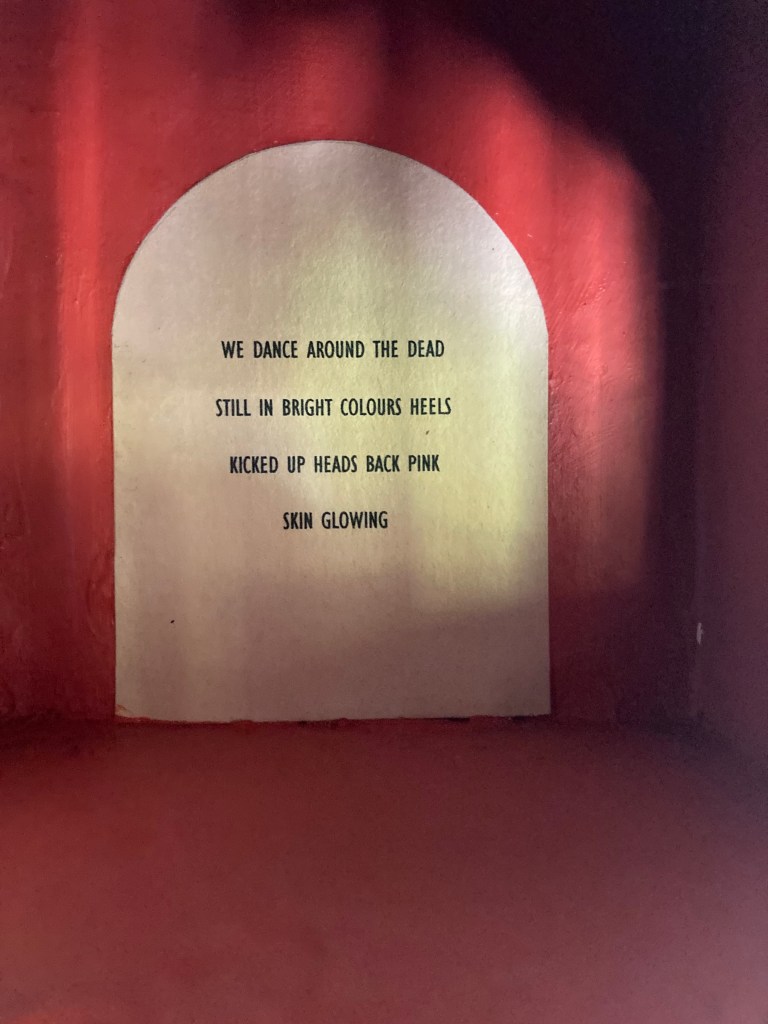 WE DANCE AROUND THE DEAD
STILL IN BRIGHT COLOURS HEELS
KICKED UP HEADS BACK PINK
SKIN GLOWING